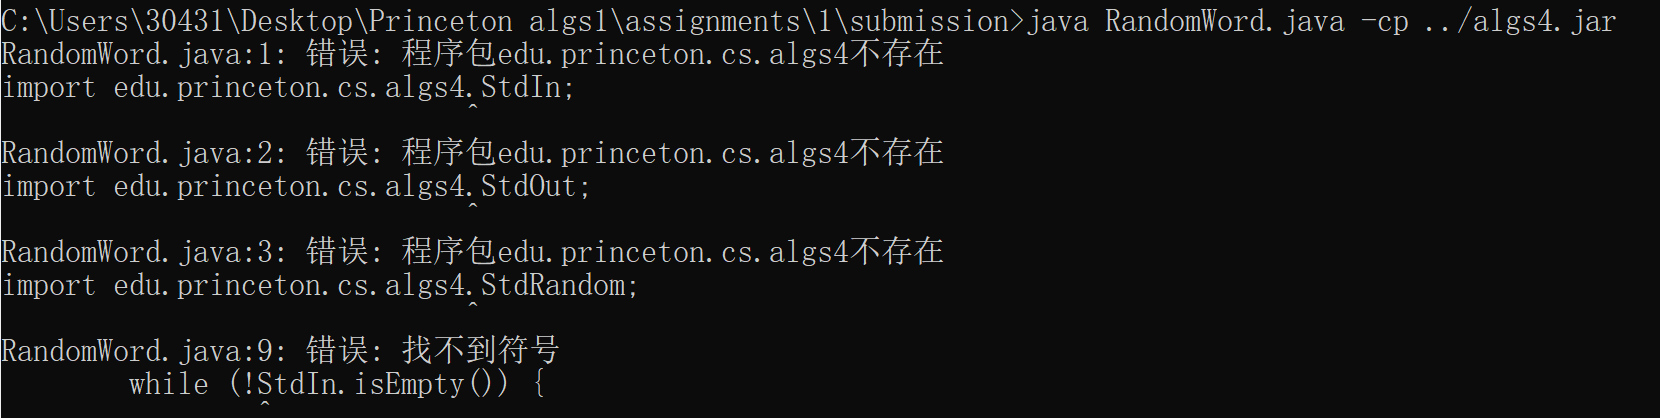 C:\Users\30431\Desktop\Princeton algs1\assignments\1\submission>java RandomWord.java -cp ../algs4.jar
RandomWord.java:1: 错误: 程序包edu.princeton.cs.algs4不存在
import edu.princeton.cs.algs4.StdIn;
^
RandomWord.java:2: 错误: 程序包edu.princeton.cs.algs4不存在
import edu.princeton.cs.algs4.StdOut;
^
RandomWord.java:3: 错误: 程序包edu.princeton.cs.algs4不存在
import edu.princeton.cs.algs4.StdRandom;
^
RandomWord.java:9: 错误: 找不到符号
while (!StdIn.isEmpty()) {
^